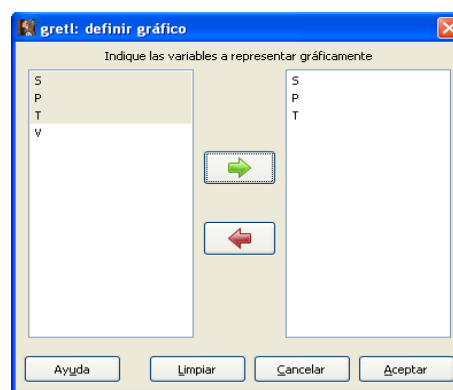 gretl: definir gráfico
Indique las variables a representar gráficamente
S
P
T
V
S
P
T
Ayuda
Limpiar
Cancelar
Aceptar